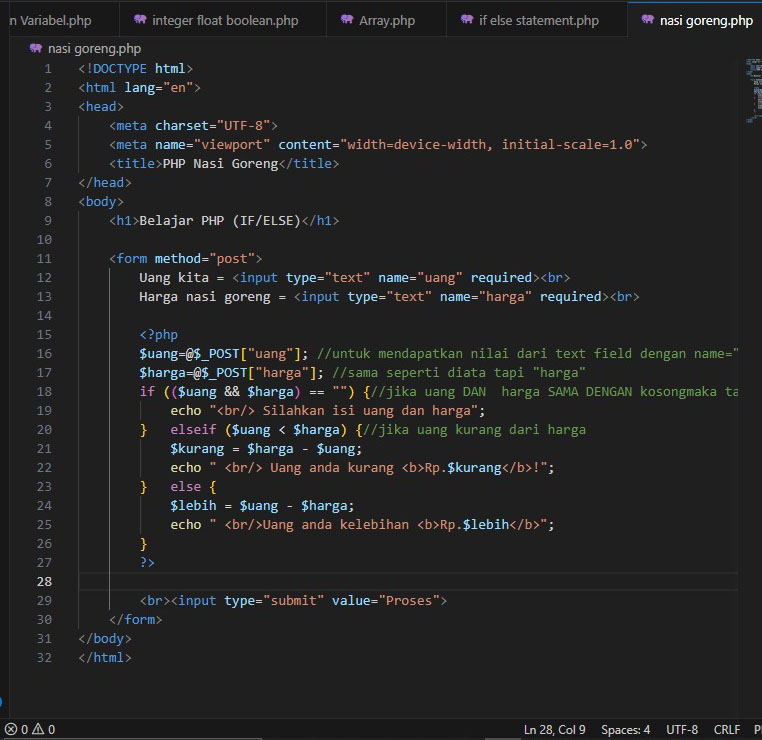 n Variabel.php integer float boolean.php Array.php if else statement.php nasi goreng.php
nasi goreng.php
1 <!DOCTYPE html>
2 <html lang="en">
3 <head>
4 <meta charset="UTF-8">
5 <meta name="viewport" content="width=device-width, initial-scale=1.0">
6 <title>PHP Nasi Goreng</title>
7 </head>
8 <body>
9 <h1>Belajar PHP (IF/ELSE)</h1>
10
11 <form method="post">
12 Uang kita = <input type="text" name="uang" required><br>
13 Harga nasi goreng = <input type="text" name="harga" required><br>
14
15 <?php
16 $uang=@$_POST["uang"]; //untuk mendapatkan nilai dari text field dengan name="
17 $harga=@$_POST["harga"]; //sama seperti diata tapi "harga"
18 if (($uang && $harga) == "") {//jika uang DAN  harga SAMA DENGAN kosongmaka ta
19 echo "<br/> Silahkan isi uang dan harga";
20 }   elseif ($uang < $harga) {//jika uang kurang dari harga
21 $kurang = $harga - $uang;
22 echo " <br/> Uang anda kurang <b>Rp.$kurang</b>!";
23 }   else {
24 $lebih = $uang - $harga;
25 echo " <br/>Uang anda kelebihan <b>Rp.$lebih</b>";
26 }
27 ?>
28
29 <br><input type="submit" value="Proses">
30 </form>
31 </body>
32 </html>
0 0 Ln 28, Col 9 Spaces: 4 UTF-8 CRLF P